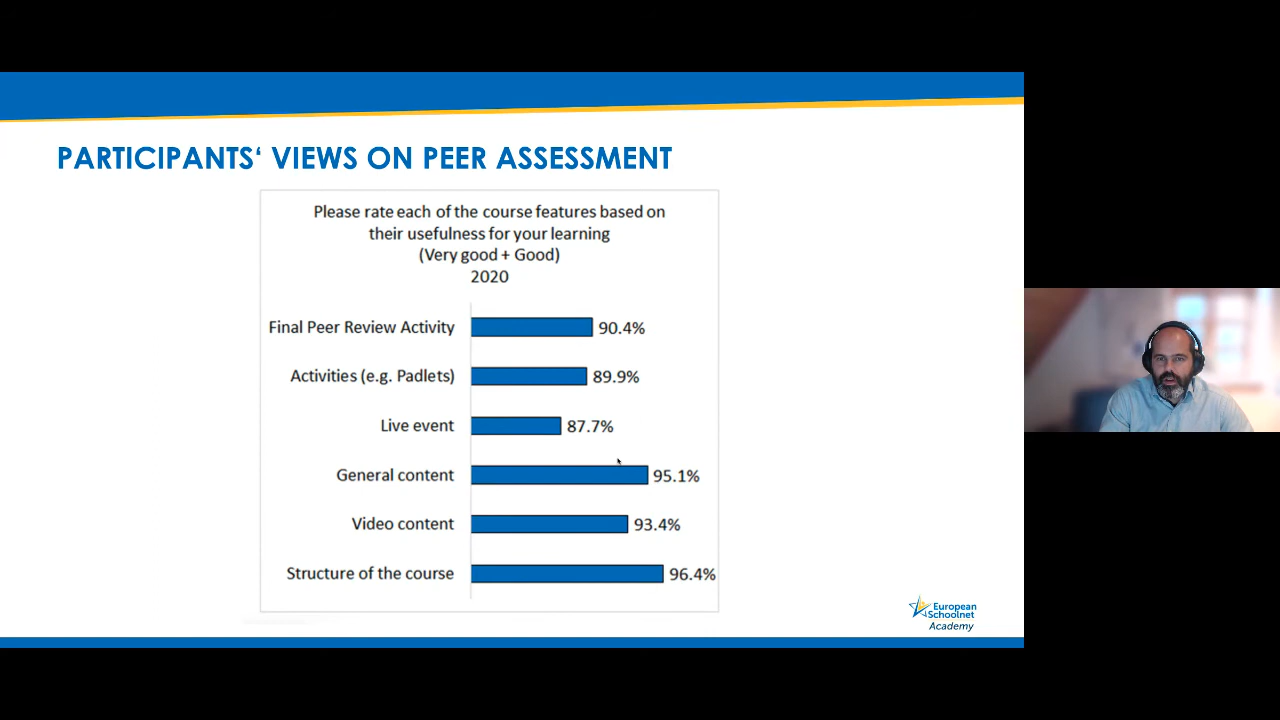 PARTICIPANTS‘ VIEWS ON PEER ASSESSMENT
Please rate each of the course features based on
their usefulness for your learning
(Very good + Good)
2020
Final Peer Review Activity 90.4%
Activities (e.g. Padlets) 89.9%
Live event 87.7%
General content 95.1%
Video content 93.4%
Structure of the course 96.4%
European
Schoolnet
Academy